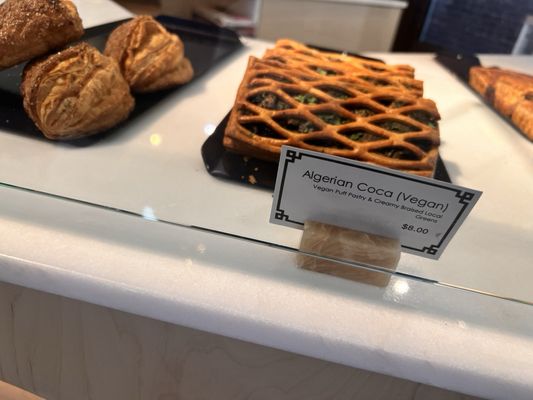 Algerian Coca (Vegan)
Vegan Puff Pastry & Creamy Braised Local
Greens
$8.00